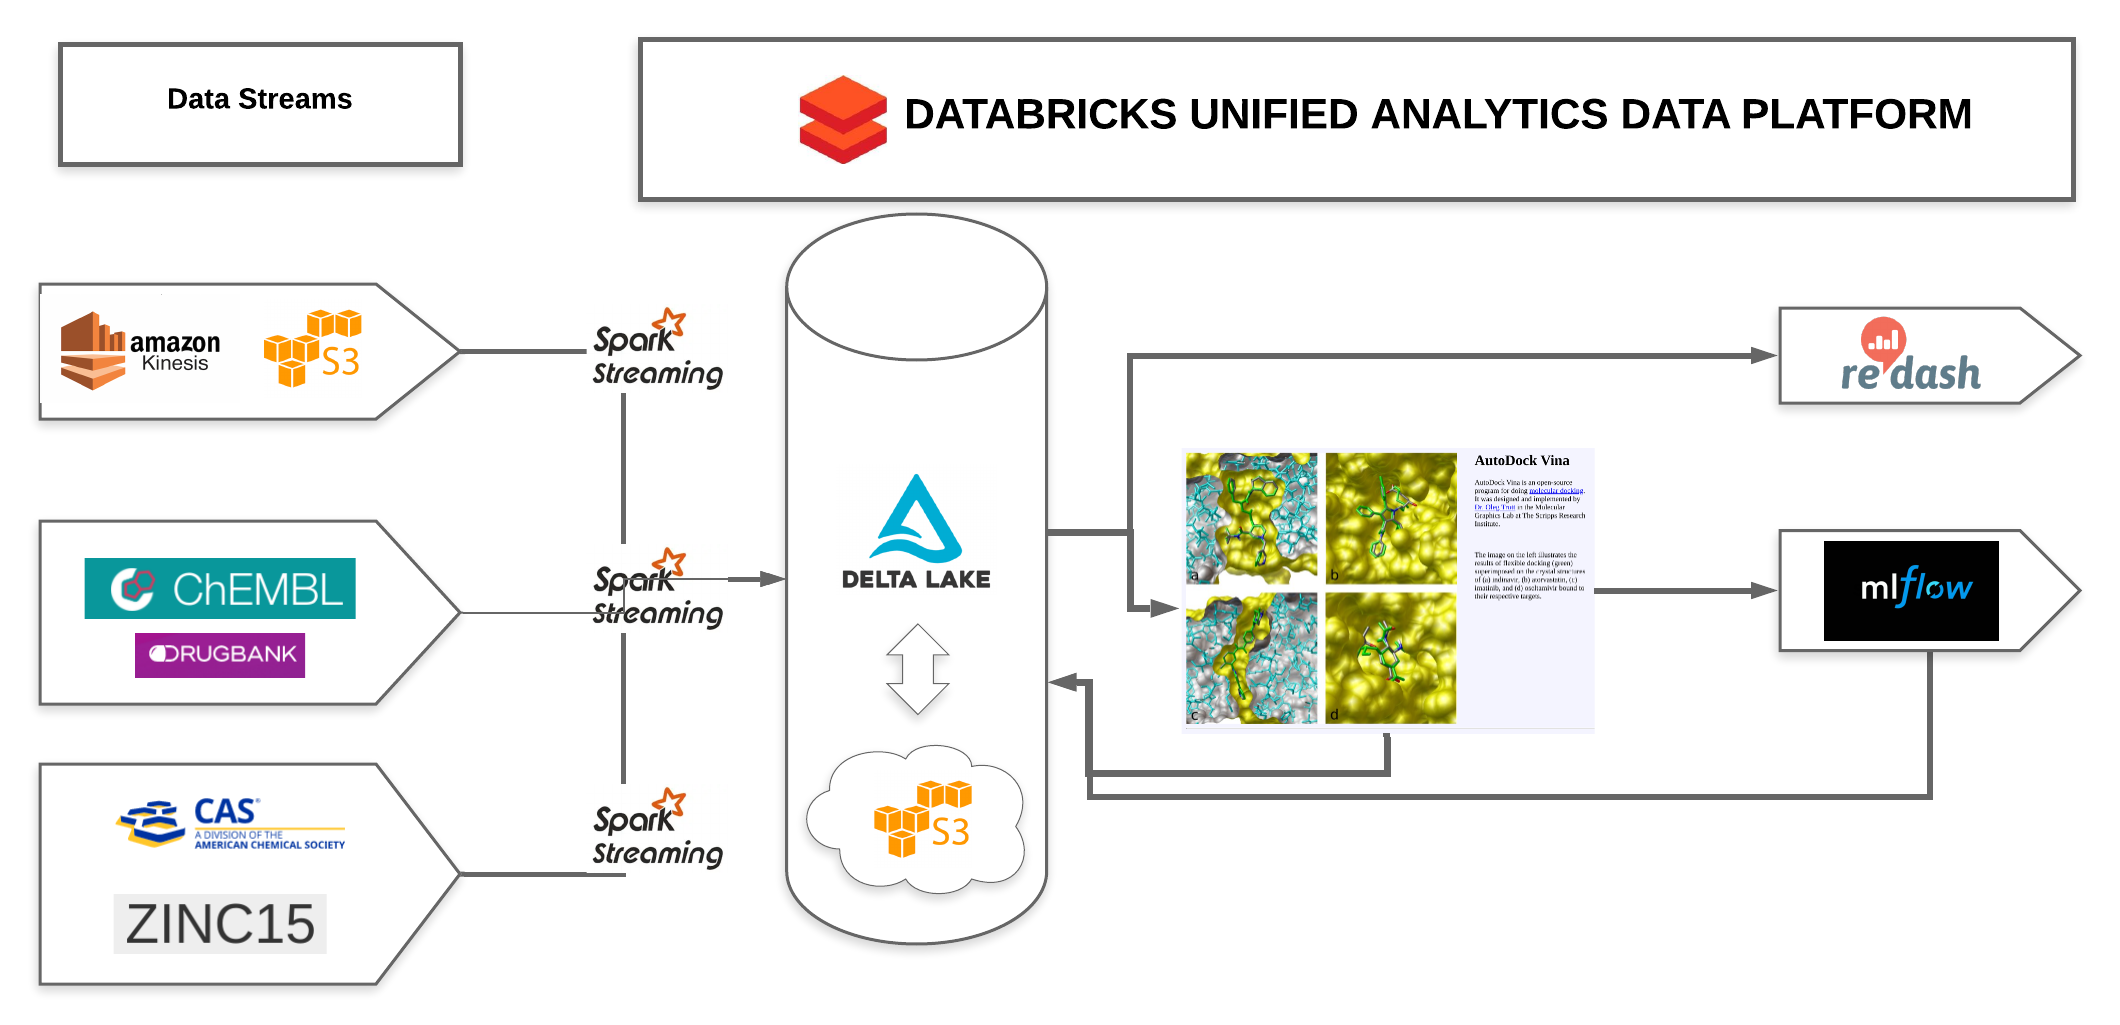 Data Streams
DATABRICKS UNIFIED ANALYTICS DATA PLATFORM
amazon
Kinesis
S3
Spark
Streaming
ChEMBL
DRUGBANK
Spark
Streaming
CAS®
A DIVISION OF THE
AMERICAN CHEMICAL SOCIETY
ZINC15
Spark
Streaming
DELTA LAKE
S3
a
b
c
d
AutoDock Vina
AutoDock Vina is an open-source
program for doing molecular docking.
It was designed and implemented by
Dr. Oleg Trott in the Molecular
Graphics Lab at The Scripps Research
Institute.
The image on the left illustrates the
results of flexible docking (green)
superimposed on the crystal structures
of (a) indinavir, (b) atorvastatin, (c)
imatinib, and (d) oseltamivir bound to
their respective targets.
re dash
mlflow